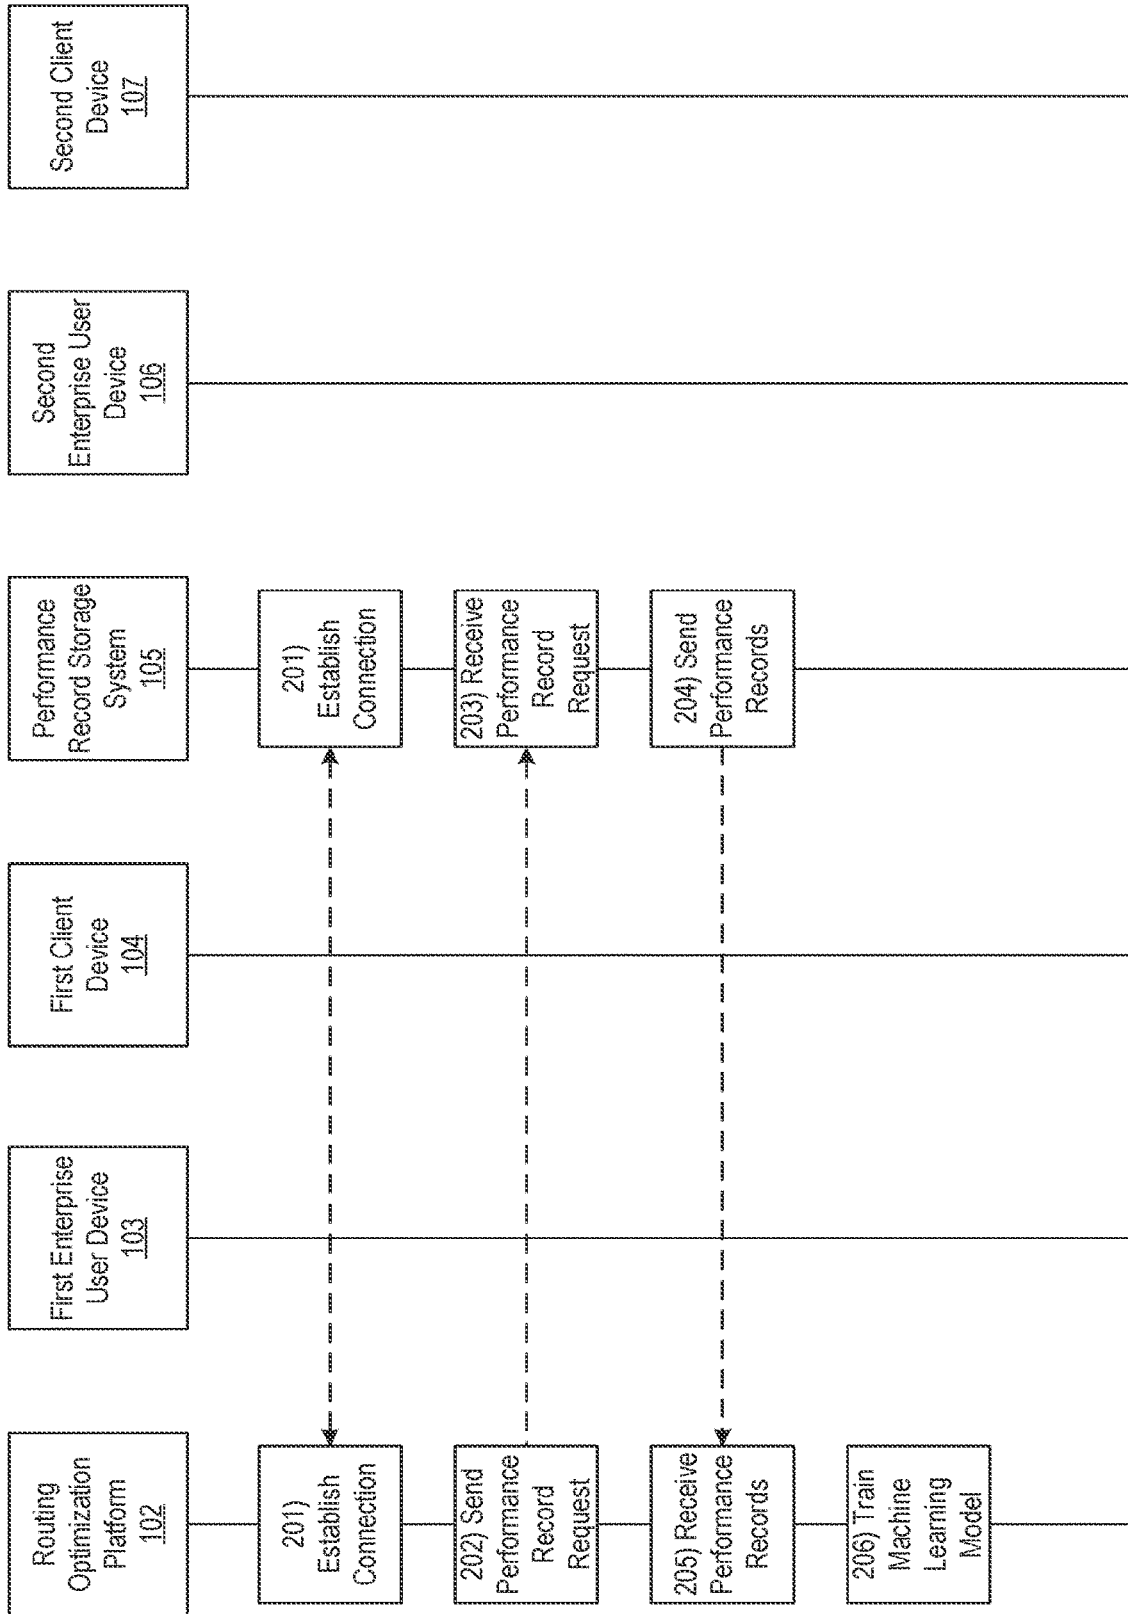 Routing
Optimization
Platform
102
First Enterprise
User Device
103
First Client
Device
104
Performance
Record Storage
System
105
Second
Enterprise User
Device
106
Second Client
Device
107
201)
Establish
Connection
201)
Establish
Connection
202) Send
Performance
Record
Request
203) Receive
Performance
Record
Request
205) Receive
Performance
Records
204) Send
Performance
Records
206) Train
Machine
Learning
Model